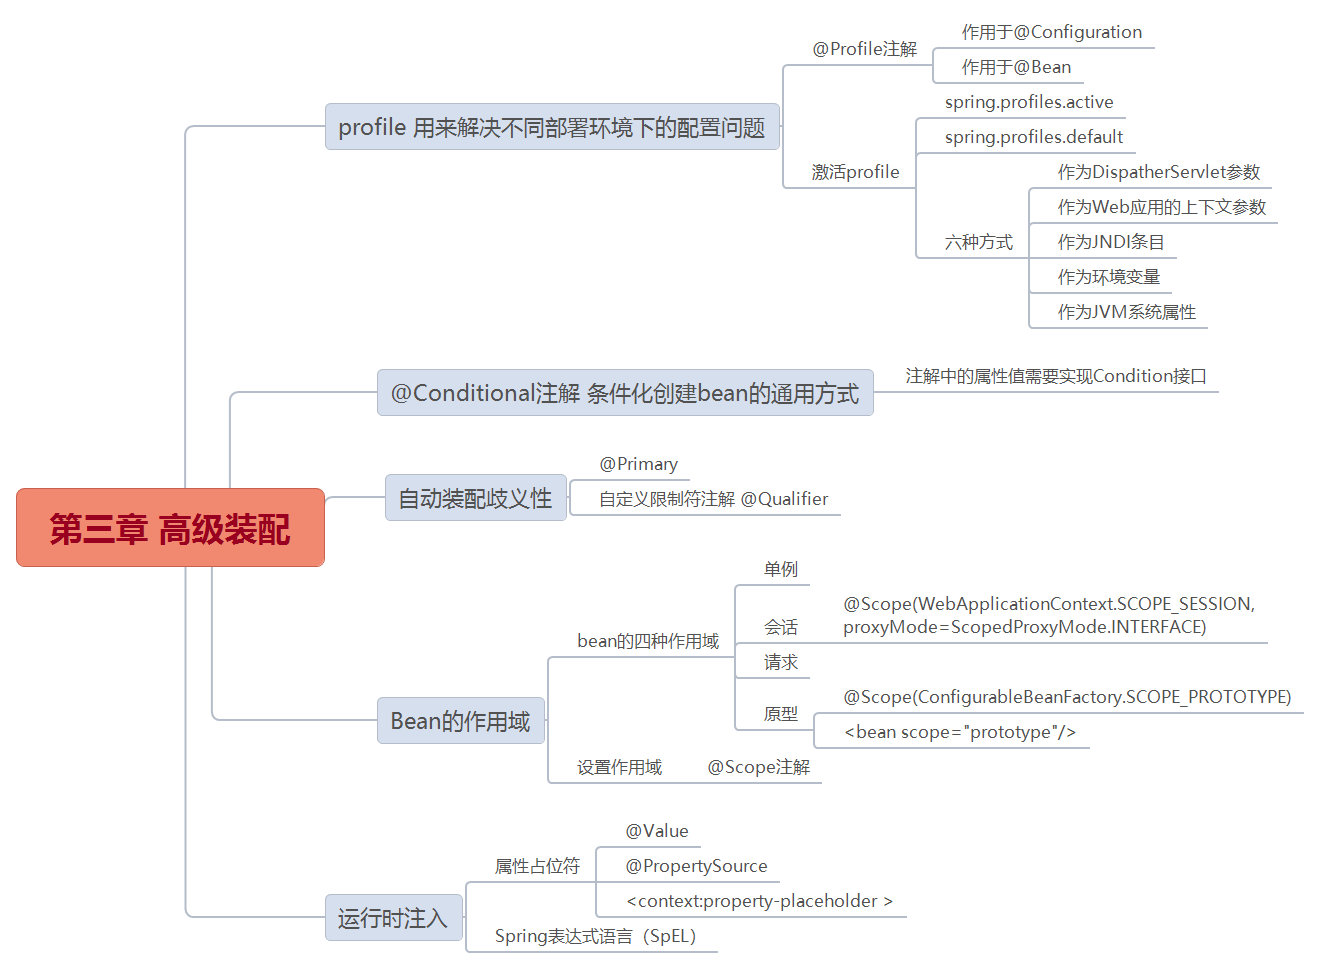 第三章 高级装配
profile 用来解决不同部署环境下的配置问题
@Profile注解
作用于@Configuration
作用于@Bean
激活profile
spring.profiles.active
spring.profiles.default
六种方式
作为DispatherServlet参数
作为Web应用的上下文参数
作为JNDI条目
作为环境变量
作为JVM系统属性
@Conditional注解 条件化创建bean的通用方式
注解中的属性值需要实现Condition接口
自动装配歧义性
@Primary
自定义限制符注解 @Qualifier
Bean的作用域
bean的四种作用域
单例
会话
@Scope(WebApplicationContext.SCOPE_SESSION,
proxyMode=ScopedProxyMode.INTERFACE)
请求
原型
@Scope(ConfigurableBeanFactory.SCOPE_PROTOTYPE)
<bean scope="prototype"/>
设置作用域
@Scope注解
运行时注入
属性占位符
@Value
@PropertySource
<context:property-placeholder >
Spring表达式语言（SpEL）